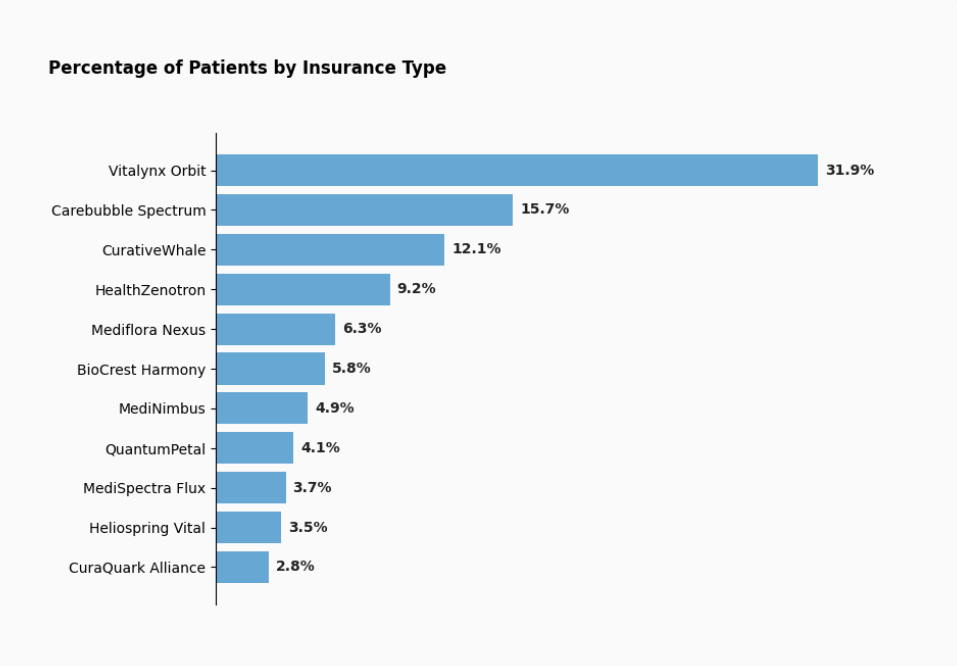 Percentage of Patients by Insurance Type
Vitalynx Orbit 31.9%
Carebubble Spectrum 15.7%
CurativeWhale 12.1%
HealthZenotron 9.2%
Mediflora Nexus 6.3%
BioCrest Harmony 5.8%
MediNimbus 4.9%
QuantumPetal 4.1%
MediSpectra Flux 3.7%
Heliospring Vital 3.5%
CuraQuark Alliance 2.8%